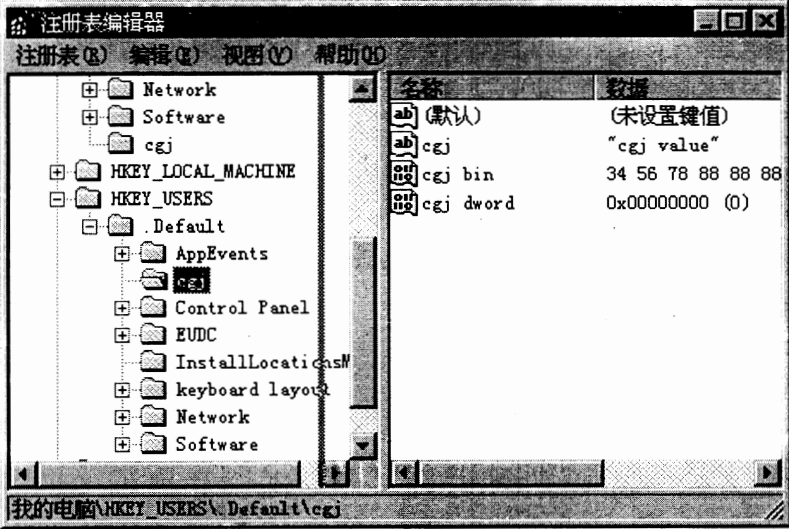 注册表编辑器
注册表(R) 编辑(E) 视图(V) 帮助(H)
Network
Software
cgj
HKEY_LOCAL_MACHINE
HKEY_USERS
.Default
AppEvents
cgj
Control Panel
EUDC
InstallLocationsM
keyboard layout
Network
Software
名称 数据
(默认) (未设置键值)
cgj "cgj value"
cgj bin 34 56 78 88 88 88
cgj dword 0x00000000 (0)
我的电脑\HKEY_USERS\.Default\cgj